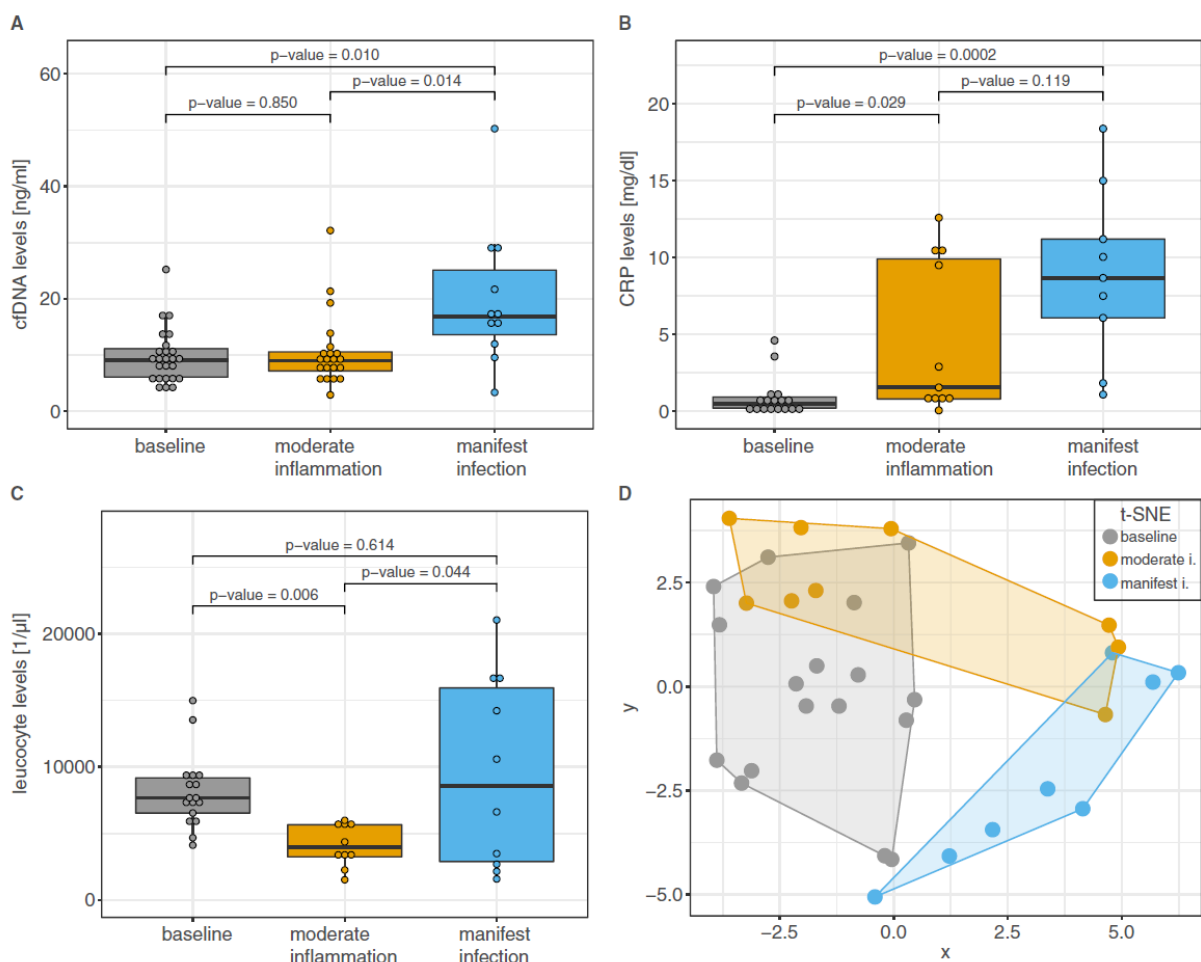 A
p-value = 0.010
p-value = 0.014
p-value = 0.850
cfDNA levels [ng/ml]
60
40
20
0
baseline
moderate
inflammation
manifest
infection
B
p-value = 0.0002
p-value = 0.119
p-value = 0.029
CRP levels [mg/dl]
20
15
10
5
0
baseline
moderate
inflammation
manifest
infection
C
p-value = 0.614
p-value = 0.044
p-value = 0.006
leucocyte levels [1/µl]
20000
10000
0
baseline
moderate
inflammation
manifest
infection
D
t-SNE
baseline
moderate i.
manifest i.
y
2.5
0.0
−2.5
−5.0
−2.5
0.0
2.5
5.0
x